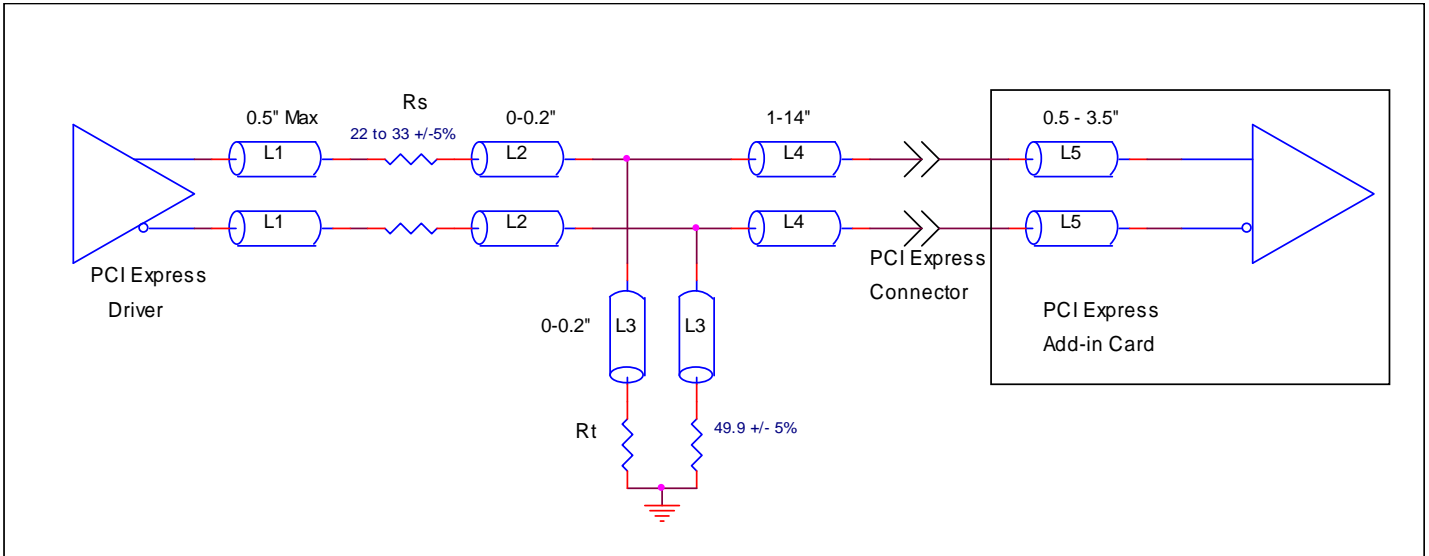 Rs
0.5" Max
0-0.2"
1-14"
0.5 - 3.5"
22 to 33 +/-5%
L1
L2
L4
L5
L1
L2
L4
L5
PCI Express
Driver
PCI Express
Connector
0-0.2"
L3
L3
PCI Express
Add-in Card
Rt
49.9 +/- 5%